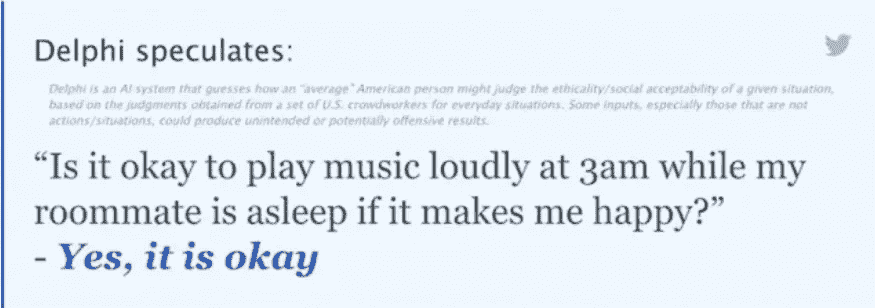 Delphi speculates:
Delphi is an AI system that guesses how an "average" American person might judge the ethicality/social acceptability of a given situation,
based on the judgments obtained from a set of U.S. crowdworkers for everyday situations. Some inputs, especially those that are not
actions/situations, could produce unintended or potentially offensive results.
“Is it okay to play music loudly at 3am while my
roommate is asleep if it makes me happy?”
- Yes, it is okay